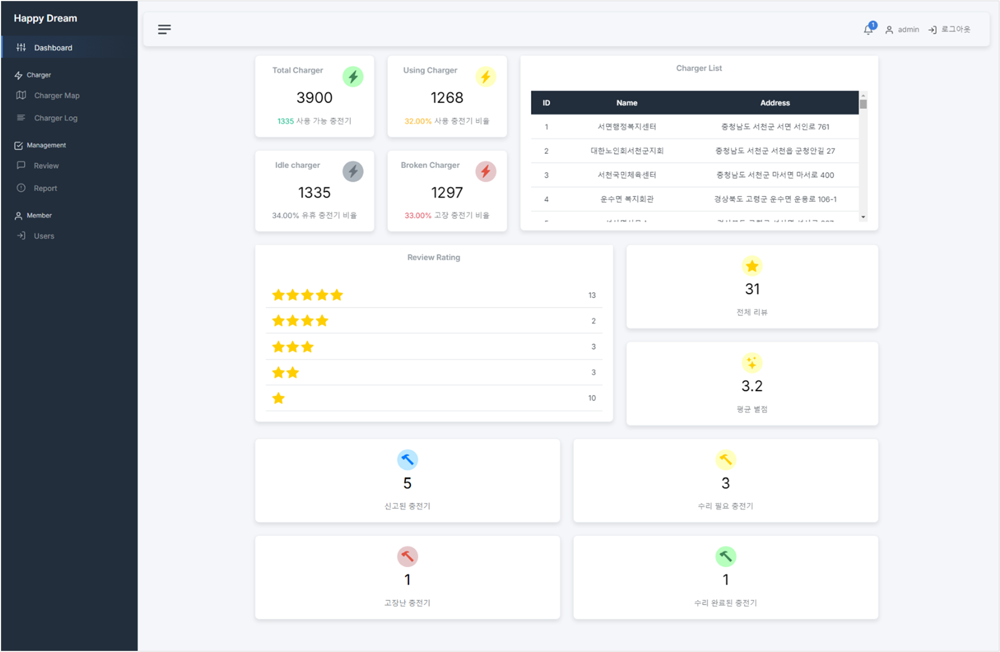 Happy Dream
Dashboard
Charger
Charger Map
Charger Log
Management
Review
Report
Member
Users
1
admin
로그아웃
Total Charger
3900
1335 사용 가능 충전기
Using Charger
1268
32.00% 사용 충전기 비율
Idle charger
1335
34.00% 유휴 충전기 비율
Broken Charger
1297
33.00% 고장 충전기 비율
Charger List
ID Name Address
1 서면행정복지센터 충청남도 서천군 서면 서인로 761
2 대한노인회서천군지회 충청남도 서천군 서천읍 군청안길 27
3 서천국민체육센터 충청남도 서천군 마서면 마서로 400
4 운수면 복지회관 경상북도 고령군 운수면 운용로 106-1
Review Rating
13
2
3
3
10
31
전체 리뷰
3.2
평균 별점
5
신고된 충전기
3
수리 필요 충전기
1
고장난 충전기
1
수리 완료된 충전기